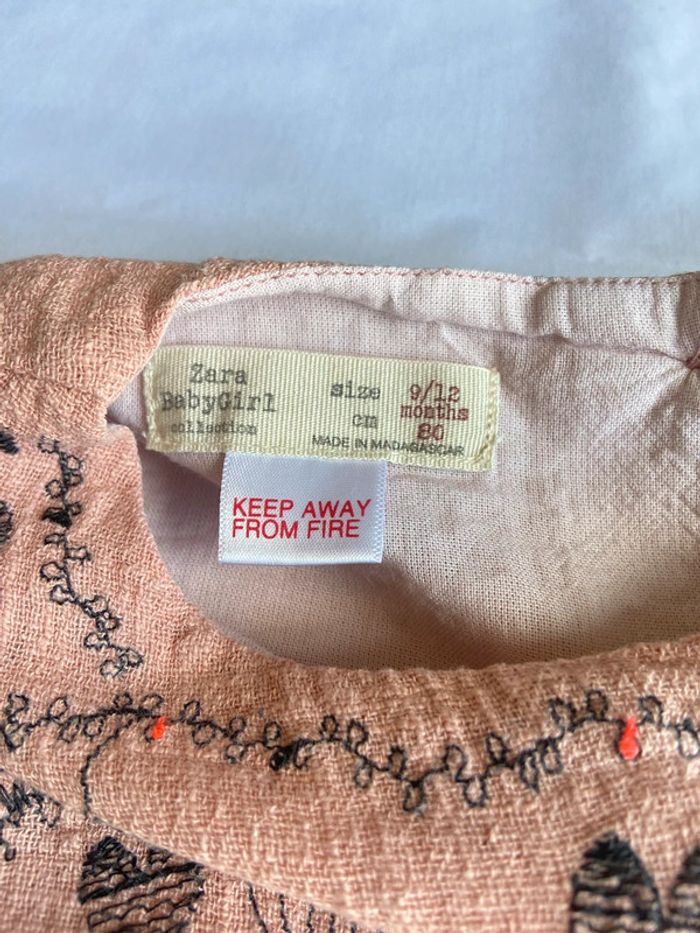 Zara
BabyGirl
collection
size
cm
9/12
months
80
MADE IN MADAGASCAR
KEEP AWAY
FROM FIRE